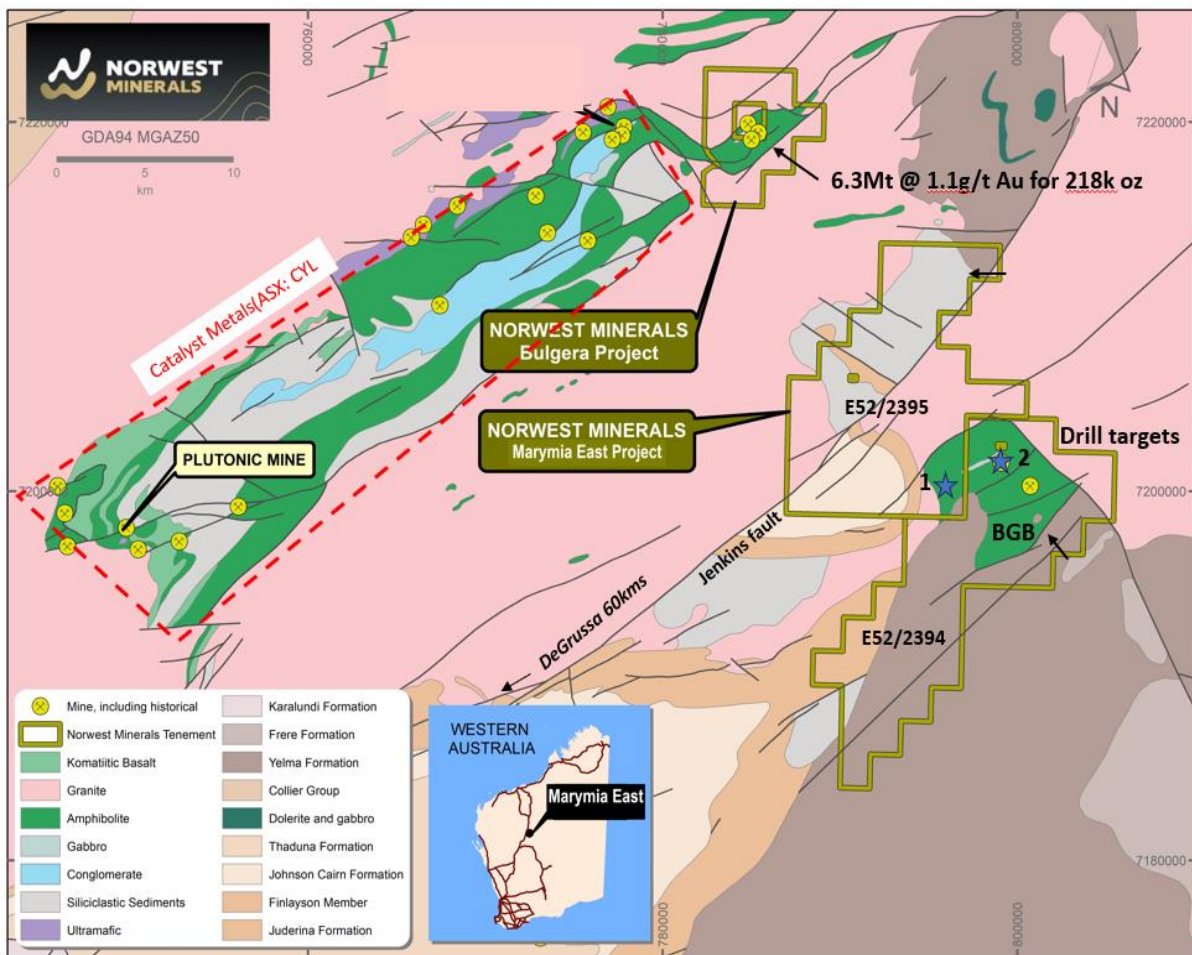 NORWEST
MINERALS
GDA94 MGAZ50
0 5 10
km
7600000
780000
800000
N
7220000
7220000
6.3Mt @ 1.1g/t Au for 218k oz
Catalyst Metals(ASX: CYL
NORWEST MINERALS
Bulgera Project
NORWEST MINERALS
Marymia East Project
E52/2395
Drill targets
PLUTONIC MINE
1
2
7200000
7200000
BGB
Jenkins fault
DeGrussa 60kms
E52/2394
Mine, including historical
Norwest Minerals Tenement
Komatiitic Basalt
Granite
Amphibolite
Gabbro
Conglomerate
Siliciclastic Sediments
Ultramafic
Karalundi Formation
Frere Formation
Yelma Formation
Collier Group
Dolerite and gabbro
Thaduna Formation
Johnson Cairn Formation
Finlayson Member
Juderina Formation
WESTERN
AUSTRALIA
Marymia East
7180000
780000
800000